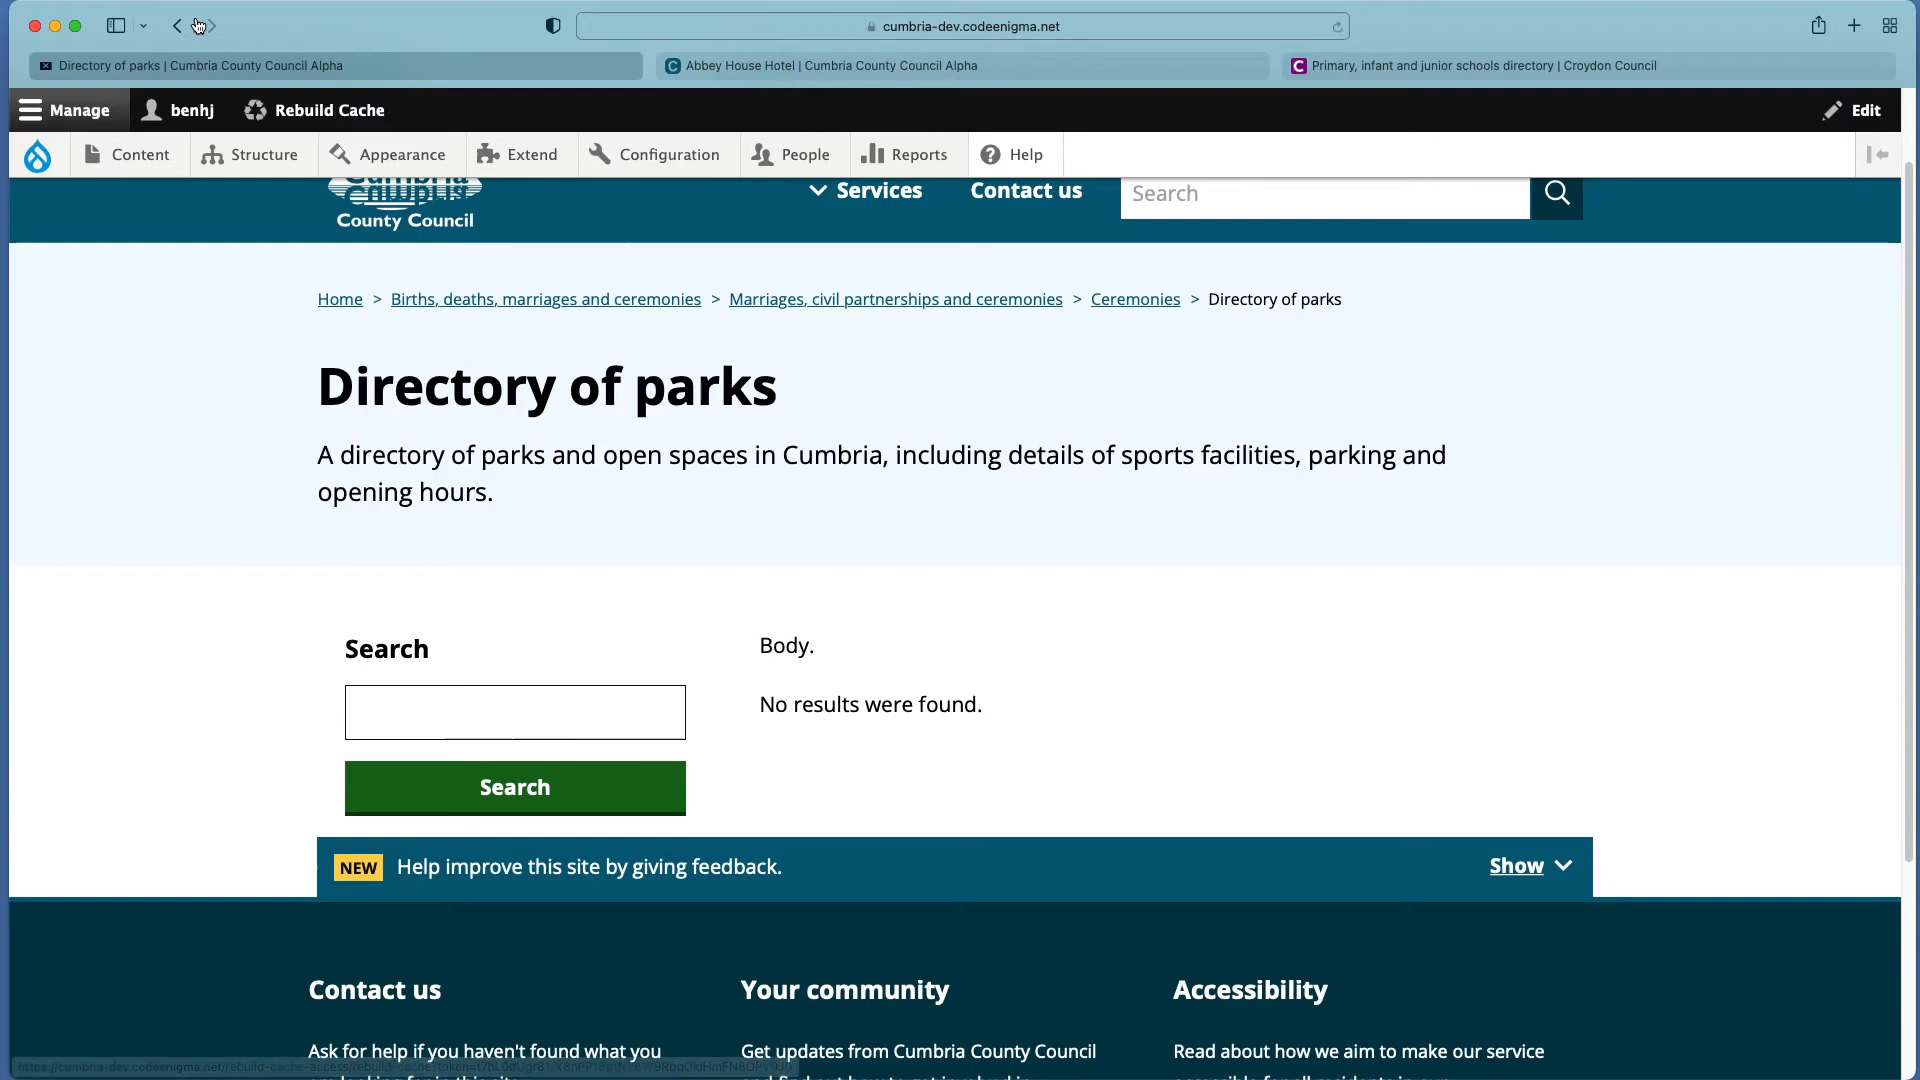 cumbria-dev.codeenigma.net
Directory of parks | Cumbria County Council Alpha
Abbey House Hotel | Cumbria County Council Alpha
C Primary, infant and junior schools directory | Croydon Council
Manage
benhj
Rebuild Cache
Edit
Content
Structure
Appearance
Extend
Configuration
People
Reports
Help
Cumbria
County Council
Services
Contact us
Search
Home > Births, deaths, marriages and ceremonies > Marriages, civil partnerships and ceremonies > Ceremonies > Directory of parks
Directory of parks
A directory of parks and open spaces in Cumbria, including details of sports facilities, parking and
opening hours.
Search
Body.
No results were found.
Search
NEW Help improve this site by giving feedback.
Show
Contact us
Your community
Accessibility
Ask for help if you haven't found what you
Get updates from Cumbria County Council
Read about how we aim to make our service